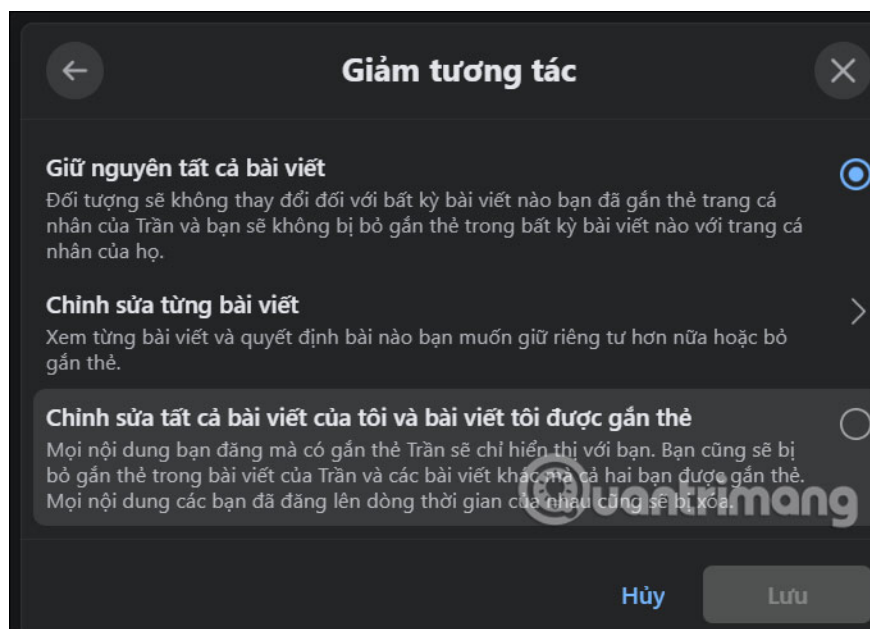 Giảm tương tác
Giữ nguyên tất cả bài viết
Đối tượng sẽ không thay đổi đối với bất kỳ bài viết nào bạn đã gắn thẻ trang cá
nhân của Trần và bạn sẽ không bị bỏ gắn thẻ trong bất kỳ bài viết nào với trang cá
nhân của họ.
Chỉnh sửa từng bài viết
Xem từng bài viết và quyết định bài nào bạn muốn giữ riêng tư hơn nữa hoặc bỏ
gắn thẻ.
Chỉnh sửa tất cả bài viết của tôi và bài viết tôi được gắn thẻ
Mọi nội dung bạn đăng mà có gắn thẻ Trần sẽ chỉ hiển thị với bạn. Bạn cũng sẽ bị
bỏ gắn thẻ trong bài viết của Trần và các bài viết khác mà cả hai bạn được gắn thẻ.
Mọi nội dung các bạn đã đăng lên dòng thời gian của nhau cũng sẽ bị xóa.
Quantrimang
Hủy
Lưu